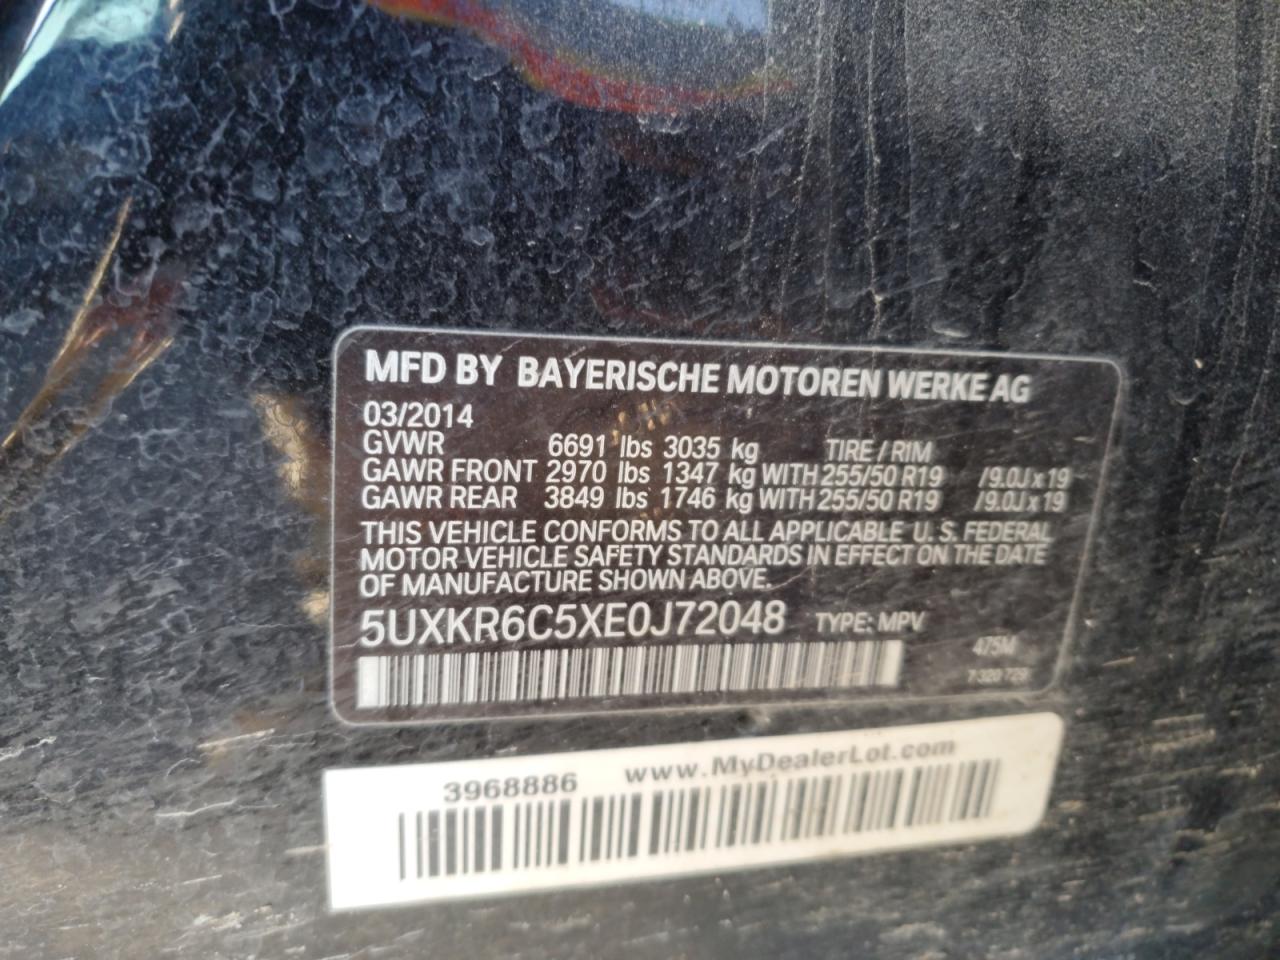 MFD BY BAYERISCHE MOTOREN WERKE AG
03/2014
GVWR 6691 lbs 3035 kg TIRE / RIM
GAWR FRONT 2970 lbs 1347 kg WITH 255/50 R19 /9.0J x 19
GAWR REAR 3849 lbs 1746 kg WITH 255/50 R19 /9.0J x 19
THIS VEHICLE CONFORMS TO ALL APPLICABLE U. S. FEDERAL
MOTOR VEHICLE SAFETY STANDARDS IN EFFECT ON THE DATE
OF MANUFACTURE SHOWN ABOVE.
5UXKR6C5XE0J72048 TYPE: MPV
475M
7 320 729
3968886 www.MyDealerLot.com